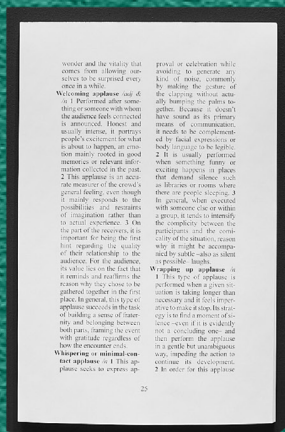 wonder and the vitality that
comes from allowing our-
selves to be surprised every
once in a while.
Welcoming applause
1 Performed after some-
thing or someone with whom
the audience feels connected
is announced. Honest and
usually intense, it portrays
people's excitement for what
is about to happen, an emo-
tion mainly rooted in good
memories or relevant infor-
mation collected in the past.
2 This applause is an accu-
rate measurer of the crowd's
general feeling, even though
it mainly responds to the
possibilities and restraints
of imagination rather than
to actual experience. 3 On
the part of the receivers, it is
important for being the first
hint regarding the quality
of their relationship to the
audience. For the audience,
its value lies on the fact that
it reminds and reaffirms the
reason why they chose to be
gathered together in the first
place. In general, this type of
applause succeeds in the task
of building a sense of frater-
nity and belonging between
both parts, framing the event
with gratitude regardless of
how the encounter ends.
Whispering or minimal-con-
tact applause 1 This ap-
plause seeks to express ap-
proval or celebration while
avoiding to generate any
kind of noise, commonly
by making the gesture of
the clapping without actu-
ally bumping the palms to-
gether. Because it doesn't
have sound as its primary
means of communication,
it needs to be complement-
ed by facial expressions or
body language to be legible.
2 It is usually performed
when something funny or
exciting happens in places
that demand silence such
as libraries or rooms where
there are people sleeping. 3
In general, when executed
with someone else or within
a group, it tends to intensify
the complicity between the
participants and the comi-
cality of the situation, reason
why it might be accompa-
nied by subtle –also as silent
as possible– laughs.
Wrapping up applause
1 This type of applause is
performed when a given sit-
uation is taking longer than
necessary and it feels imper-
ative to make it stop. Its strat-
egy is to find a moment of si-
lence –even if it is evidently
not a concluding one– and
then perform the applause
in a gentle but unambiguous
way, impeding the action to
continue its development.
2 In order for this applause
25